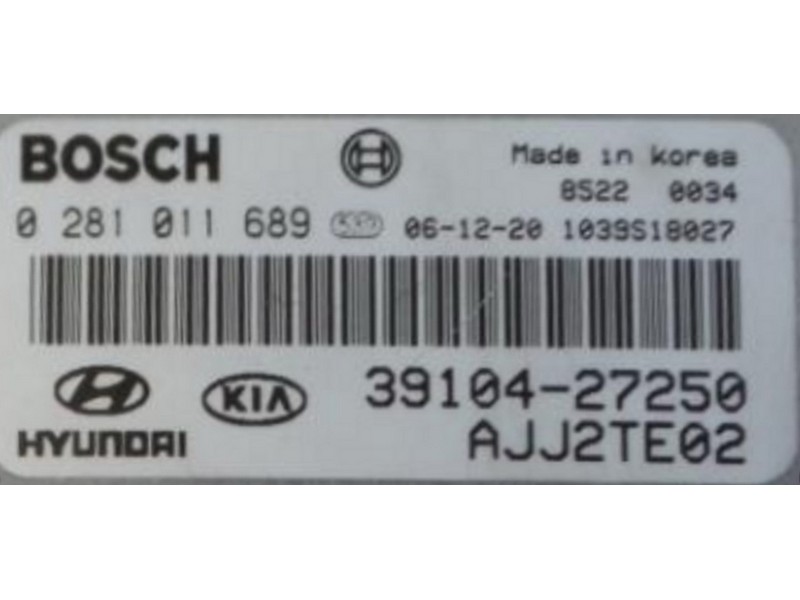 BOSCH
Made in korea
8S22 0034
0 281 011 689 06-12-20 1039S18027
KIA 39104-27250
HYUNDAI AJJ2TE02